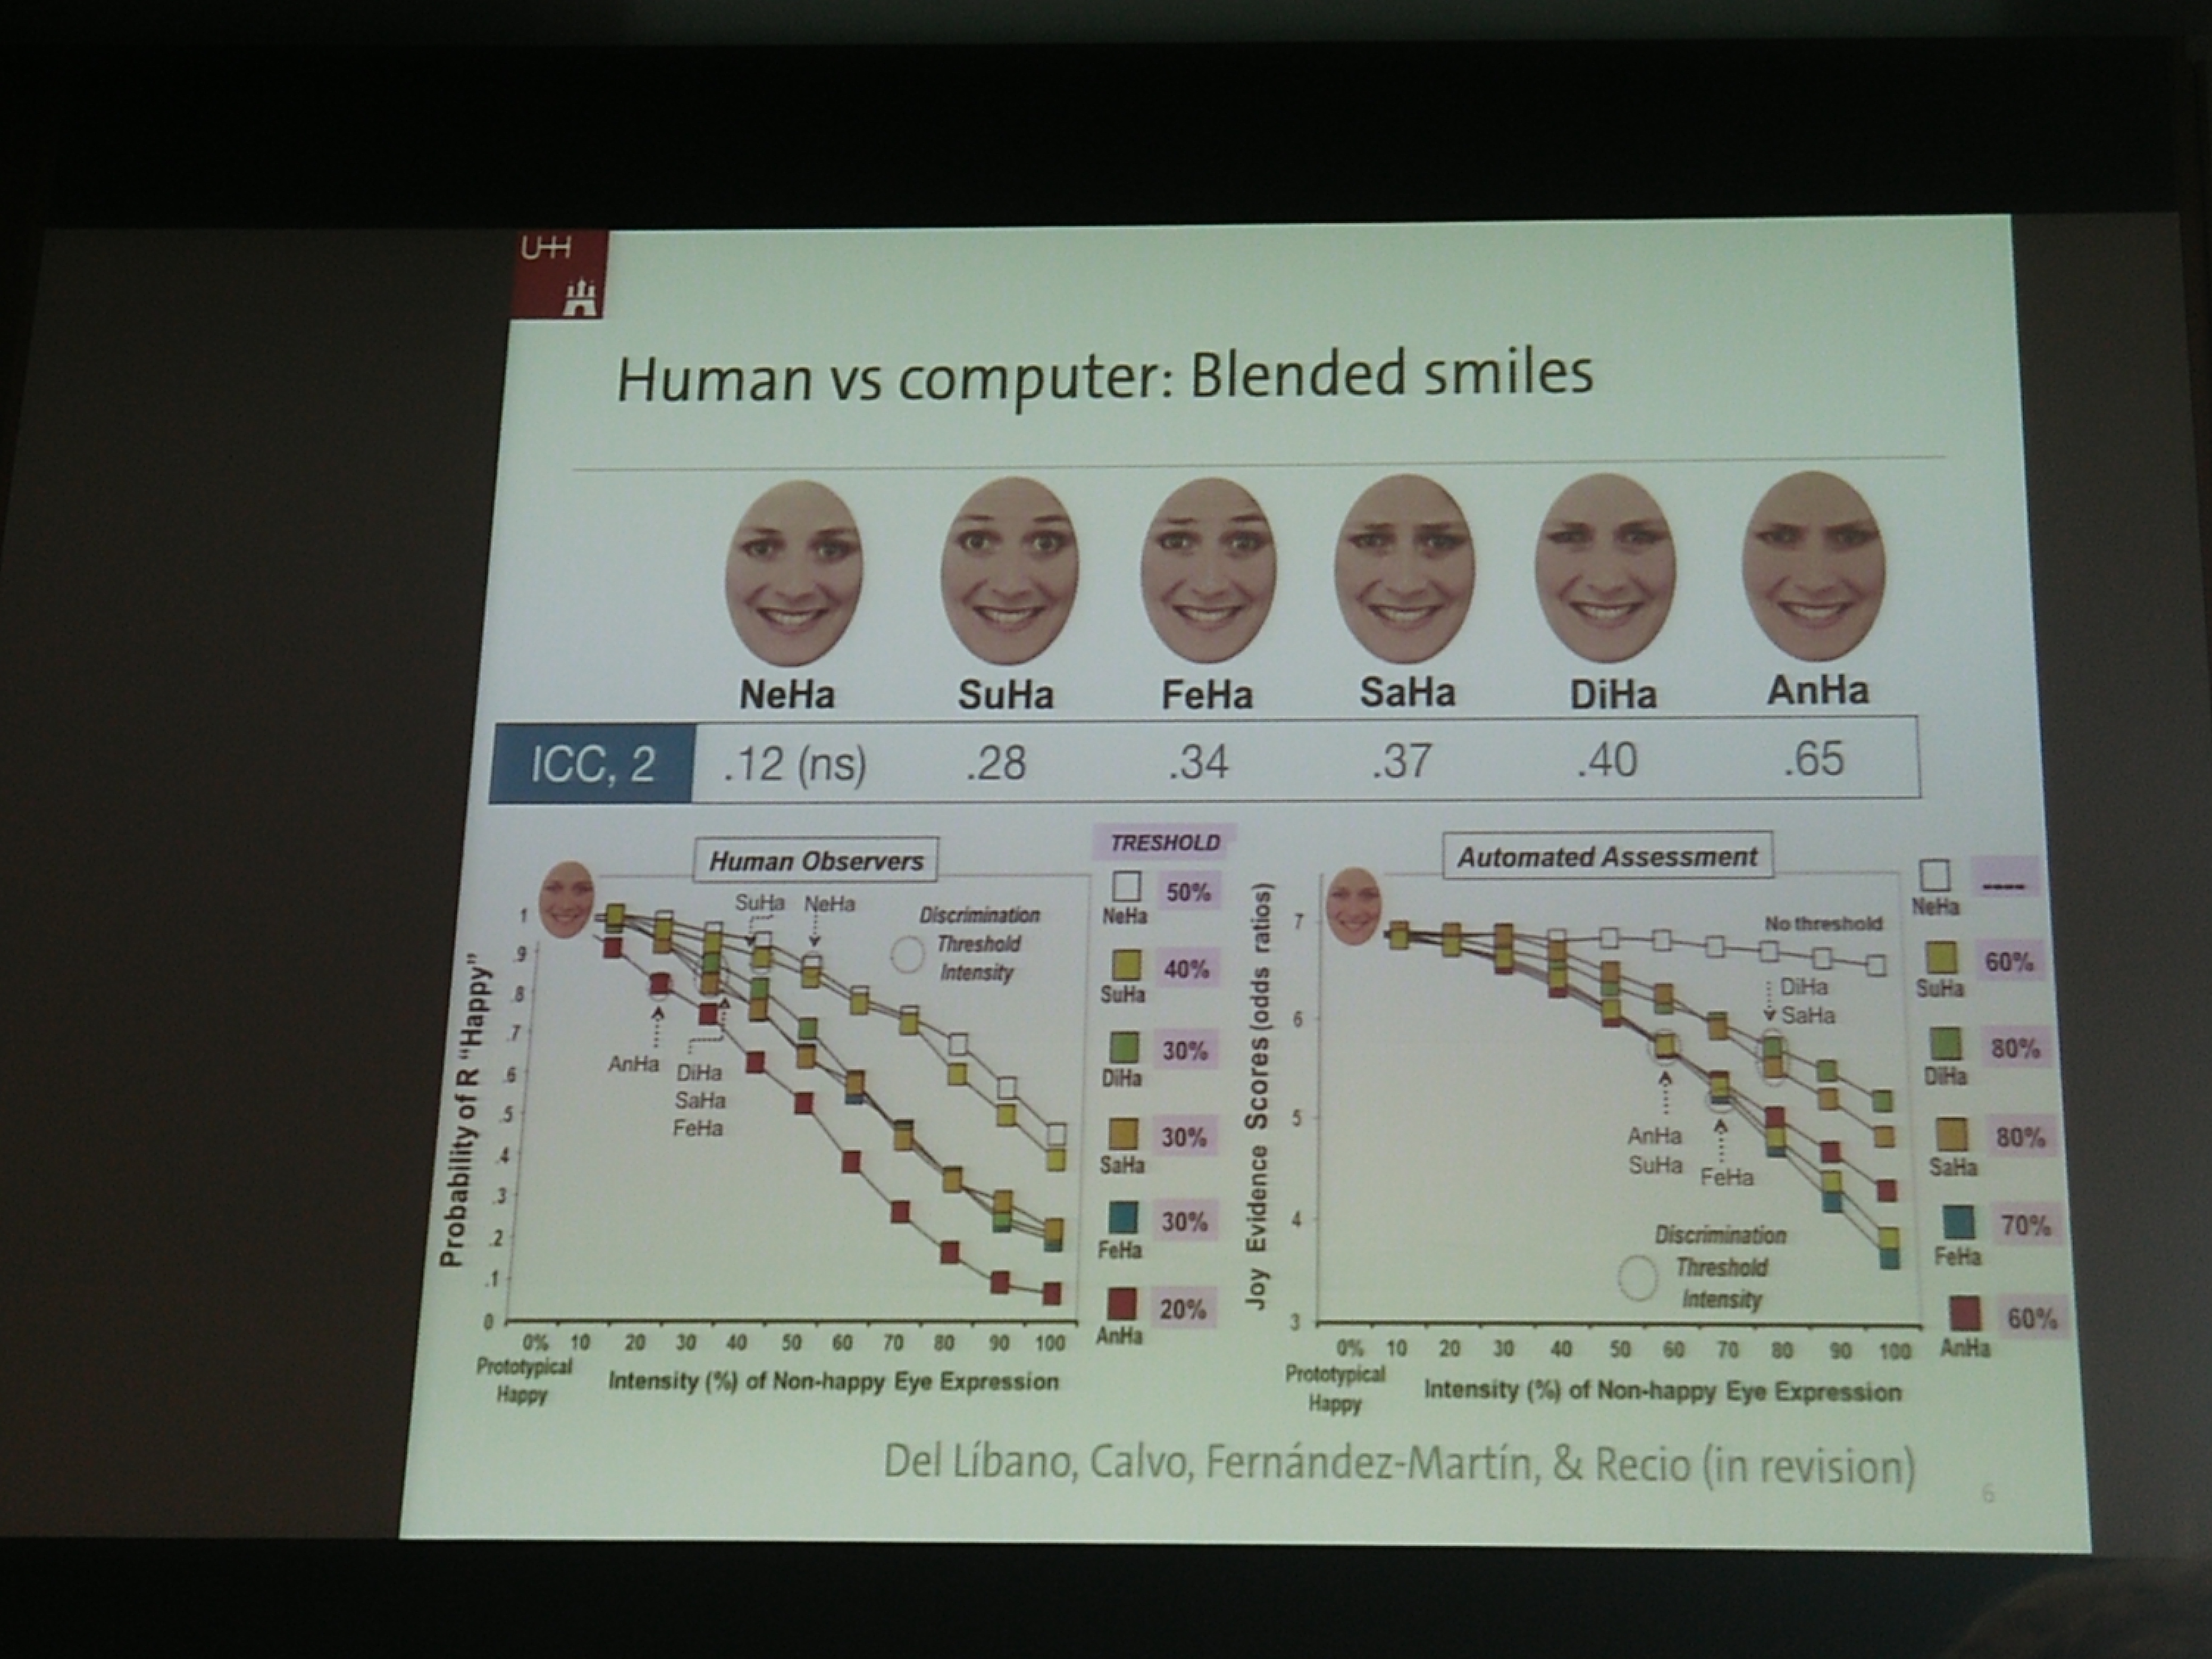 UHH
Human vs computer: Blended smiles
NeHa SuHa FeHa SaHa DiHa AnHa
ICC, 2 .12 (ns) .28 .34 .37 .40 .65
Human Observers
Probability of R “Happy”
1
.9
.8
.7
.6
.5
.4
.3
.2
.1
0
SuHa NeHa
Discrimination
Threshold
Intensity
AnHa
DiHa
SaHa
FeHa
0% 10 20 30 40 50 60 70 80 90 100
Prototypical
Happy
Intensity (%) of Non-happy Eye Expression
TRESHOLD
50%
NeHa
40%
SuHa
30%
DiHa
30%
SaHa
30%
FeHa
20%
AnHa
Automated Assessment
Joy Evidence Scores (odds ratios)
7
6
5
4
3
No threshold
DiHa
SaHa
AnHa
SuHa
FeHa
Discrimination
Threshold
Intensity
0% 10 20 30 40 50 60 70 80 90 100
Prototypical
Happy
Intensity (%) of Non-happy Eye Expression
----
NeHa
60%
SuHa
80%
DiHa
80%
SaHa
70%
FeHa
60%
AnHa
Del Líbano, Calvo, Fernández-Martín, & Recio (in revision)
6